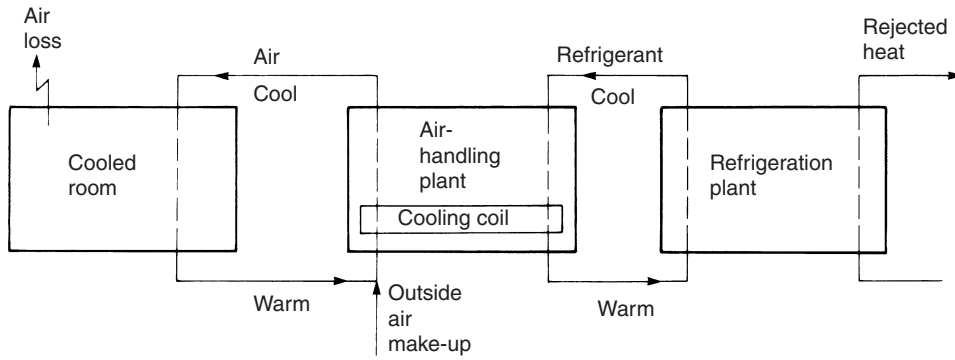 Air
loss
Air
Cool
Refrigerant
Cool
Rejected
heat
Cooled
room
Air-
handling
plant
Cooling coil
Refrigeration
plant
Warm
Outside
air
make-up
Warm